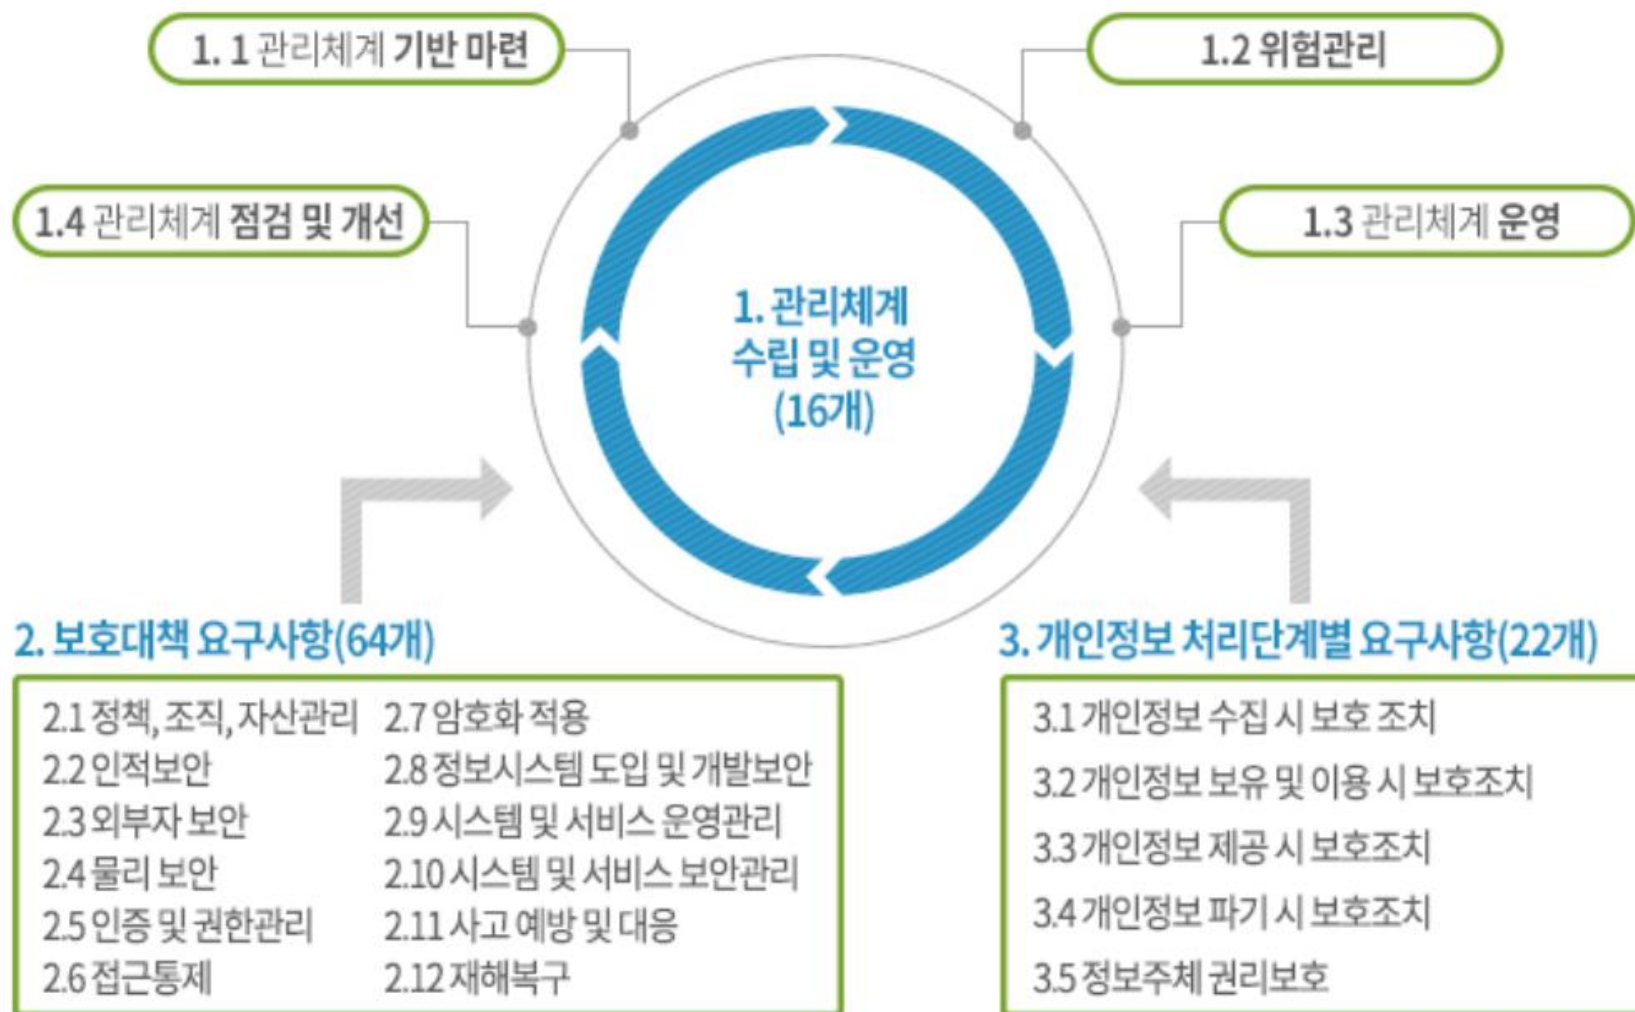 1. 1 관리체계 기반 마련
1.2 위험관리
1.4 관리체계 점검 및 개선
1.3 관리체계 운영
1. 관리체계
수립 및 운영
(16개)
2. 보호대책 요구사항(64개)
2.1 정책, 조직, 자산관리
2.2 인적보안
2.3 외부자 보안
2.4 물리 보안
2.5 인증 및 권한관리
2.6 접근통제
2.7 암호화 적용
2.8 정보시스템 도입 및 개발보안
2.9 시스템 및 서비스 운영관리
2.10 시스템 및 서비스 보안관리
2.11 사고 예방 및 대응
2.12 재해복구
3. 개인정보 처리단계별 요구사항(22개)
3.1 개인정보 수집 시 보호 조치
3.2 개인정보 보유 및 이용 시 보호조치
3.3 개인정보 제공 시 보호조치
3.4 개인정보 파기 시 보호조치
3.5 정보주체 권리보호